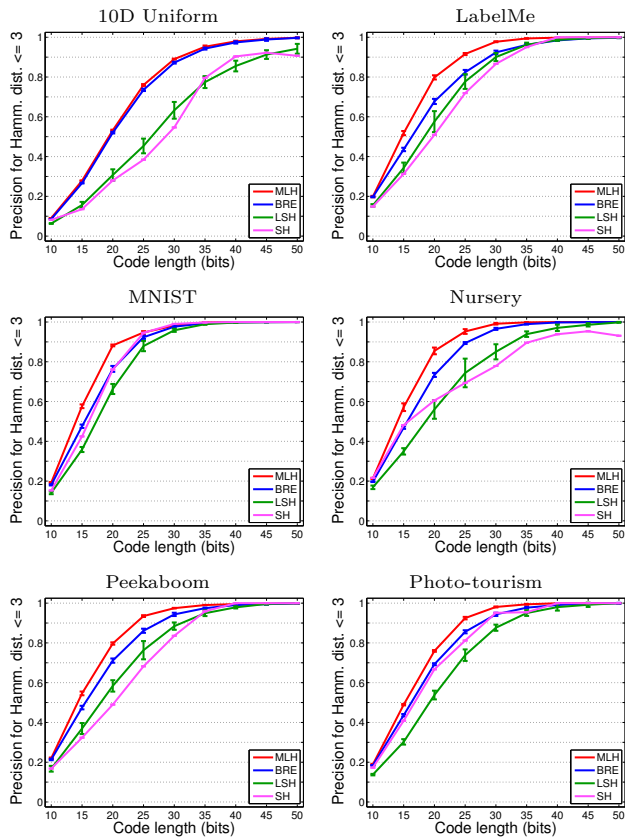 10D Uniform
Precision for Hamm. dist. <= 3
1
0.8
0.6
0.4
0.2
0
MLH
BRE
LSH
SH
10 15 20 25 30 35 40 45 50
Code length (bits)
LabelMe
Precision for Hamm. dist. <= 3
1
0.8
0.6
0.4
0.2
0
MLH
BRE
LSH
SH
10 15 20 25 30 35 40 45 50
Code length (bits)
MNIST
Precision for Hamm. dist. <= 3
1
0.8
0.6
0.4
0.2
0
MLH
BRE
LSH
SH
10 15 20 25 30 35 40 45 50
Code length (bits)
Nursery
Precision for Hamm. dist. <= 3
1
0.8
0.6
0.4
0.2
0
MLH
BRE
LSH
SH
10 15 20 25 30 35 40 45 50
Code length (bits)
Peekaboom
Precision for Hamm. dist. <= 3
1
0.8
0.6
0.4
0.2
0
MLH
BRE
LSH
SH
10 15 20 25 30 35 40 45 50
Code length (bits)
Photo-tourism
Precision for Hamm. dist. <= 3
1
0.8
0.6
0.4
0.2
0
MLH
BRE
LSH
SH
10 15 20 25 30 35 40 45 50
Code length (bits)